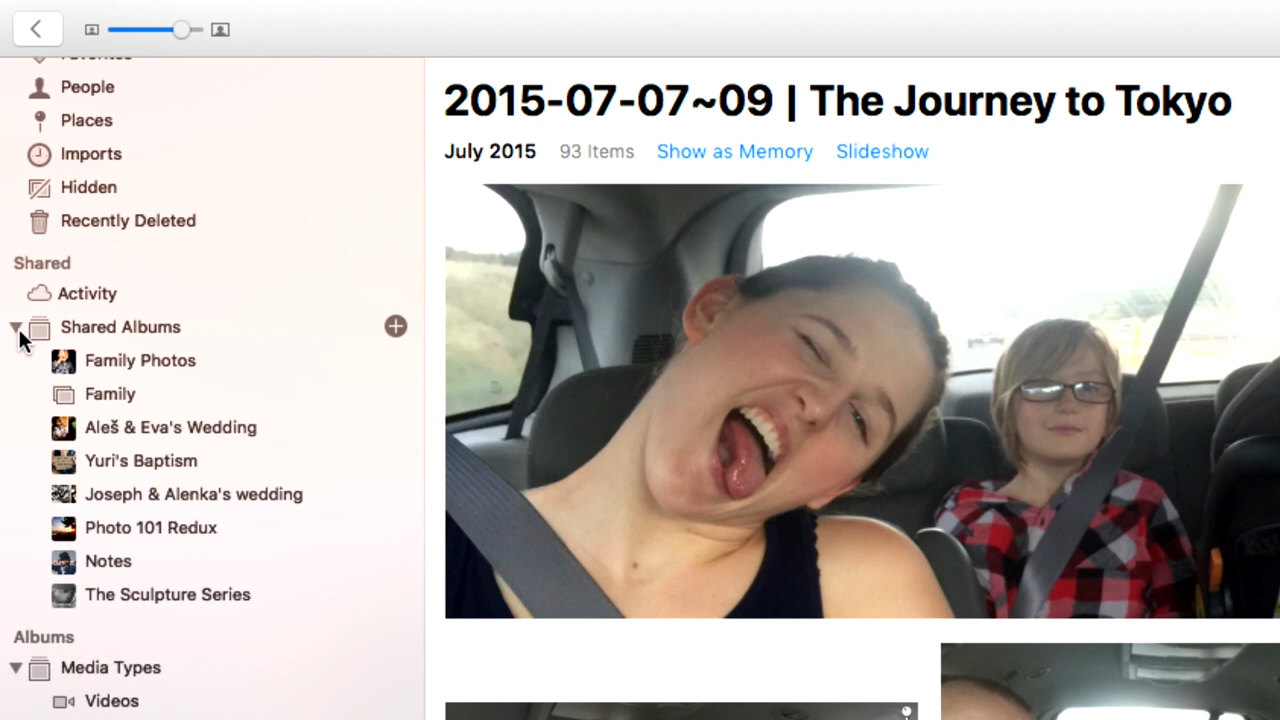 Favorites
People
Places
Imports
Hidden
Recently Deleted
Shared
Activity
Shared Albums
Family Photos
Family
Aleš & Eva's Wedding
Yuri's Baptism
Joseph & Alenka's wedding
Photo 101 Redux
Notes
The Sculpture Series
Albums
Media Types
Videos
2015-07-07~09 | The Journey to Tokyo
July 2015 93 Items Show as Memory Slideshow